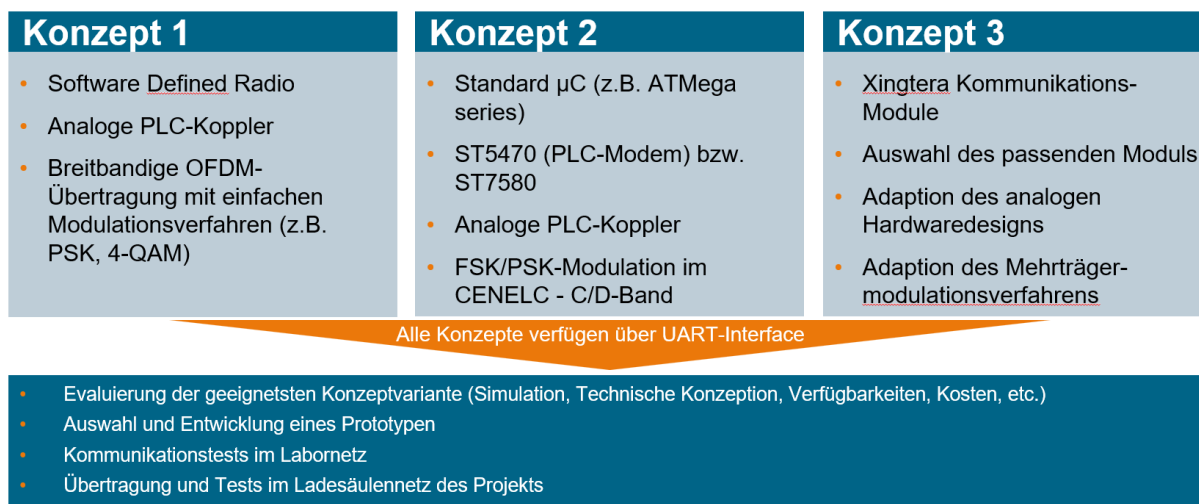 Konzept 1
• Software Defined Radio
• Analoge PLC-Koppler
• Breitbandige OFDM-
Übertragung mit einfachen
Modulationsverfahren (z.B.
PSK, 4-QAM)
Konzept 2
• Standard µC (z.B. ATMega
series)
• ST5470 (PLC-Modem) bzw.
ST7580
• Analoge PLC-Koppler
• FSK/PSK-Modulation im
CENELC - C/D-Band
Konzept 3
• Xingtera Kommunikations-
Module
• Auswahl des passenden Moduls
• Adaption des analogen
Hardwaredesigns
• Adaption des Mehrträger-
modulationsverfahrens
Alle Konzepte verfügen über UART-Interface
• Evaluierung der geeignetsten Konzeptvariante (Simulation, Technische Konzeption, Verfügbarkeiten, Kosten, etc.)
• Auswahl und Entwicklung eines Prototypen
• Kommunikationstests im Labornetz
• Übertragung und Tests im Ladesäulennetz des Projekts